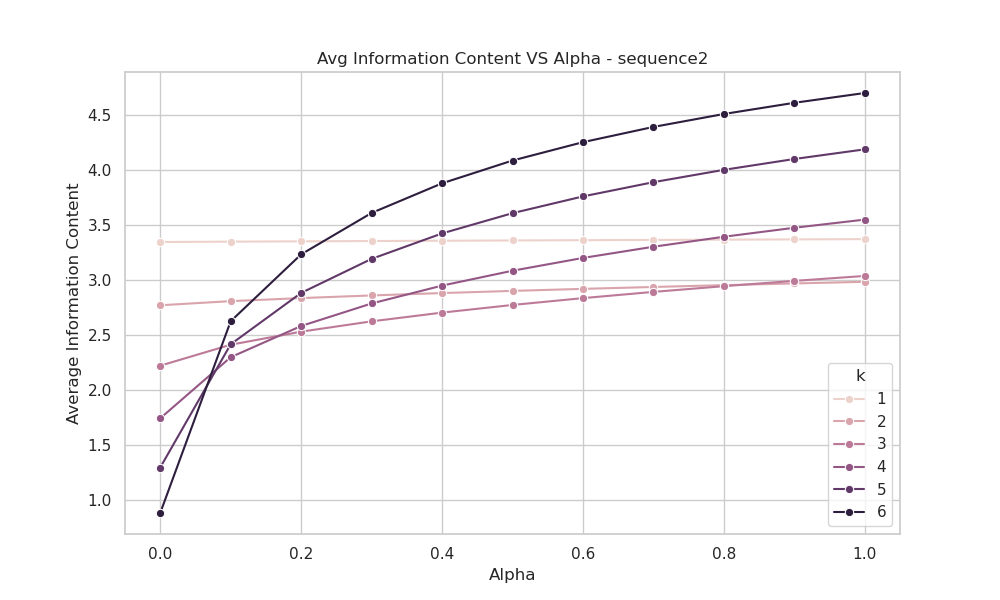 Avg Information Content VS Alpha - sequence2
Average Information Content
4.5
4.0
3.5
3.0
2.5
2.0
1.5
1.0
k
1
2
3
4
5
6
0.0 0.2 0.4 0.6 0.8 1.0
Alpha